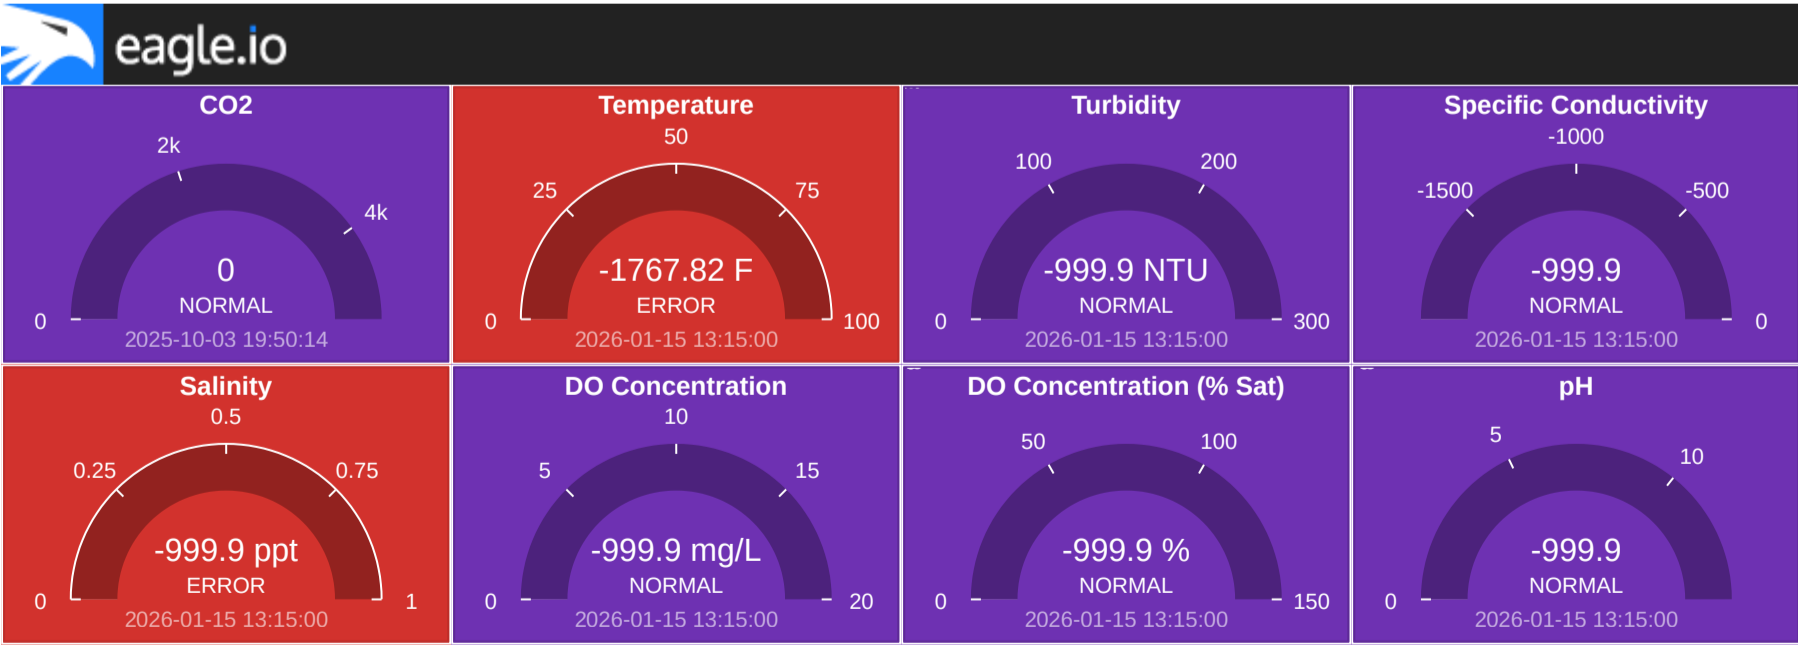 eagle.io
CO2
2k
4k
0
0
NORMAL
2025-10-03 19:50:14
Temperature
50
25
75
0
100
-1767.82 F
ERROR
2026-01-15 13:15:00
Turbidity
100
200
0
300
-999.9 NTU
NORMAL
2026-01-15 13:15:00
Specific Conductivity
-1000
-1500
-500
0
-999.9
NORMAL
2026-01-15 13:15:00
Salinity
0.5
0.25
0.75
0
1
-999.9 ppt
ERROR
2026-01-15 13:15:00
DO Concentration
10
5
15
0
20
-999.9 mg/L
NORMAL
2026-01-15 13:15:00
DO Concentration (% Sat)
50
100
0
150
-999.9 %
NORMAL
2026-01-15 13:15:00
pH
5
10
0
-999.9
NORMAL
2026-01-15 13:15:00